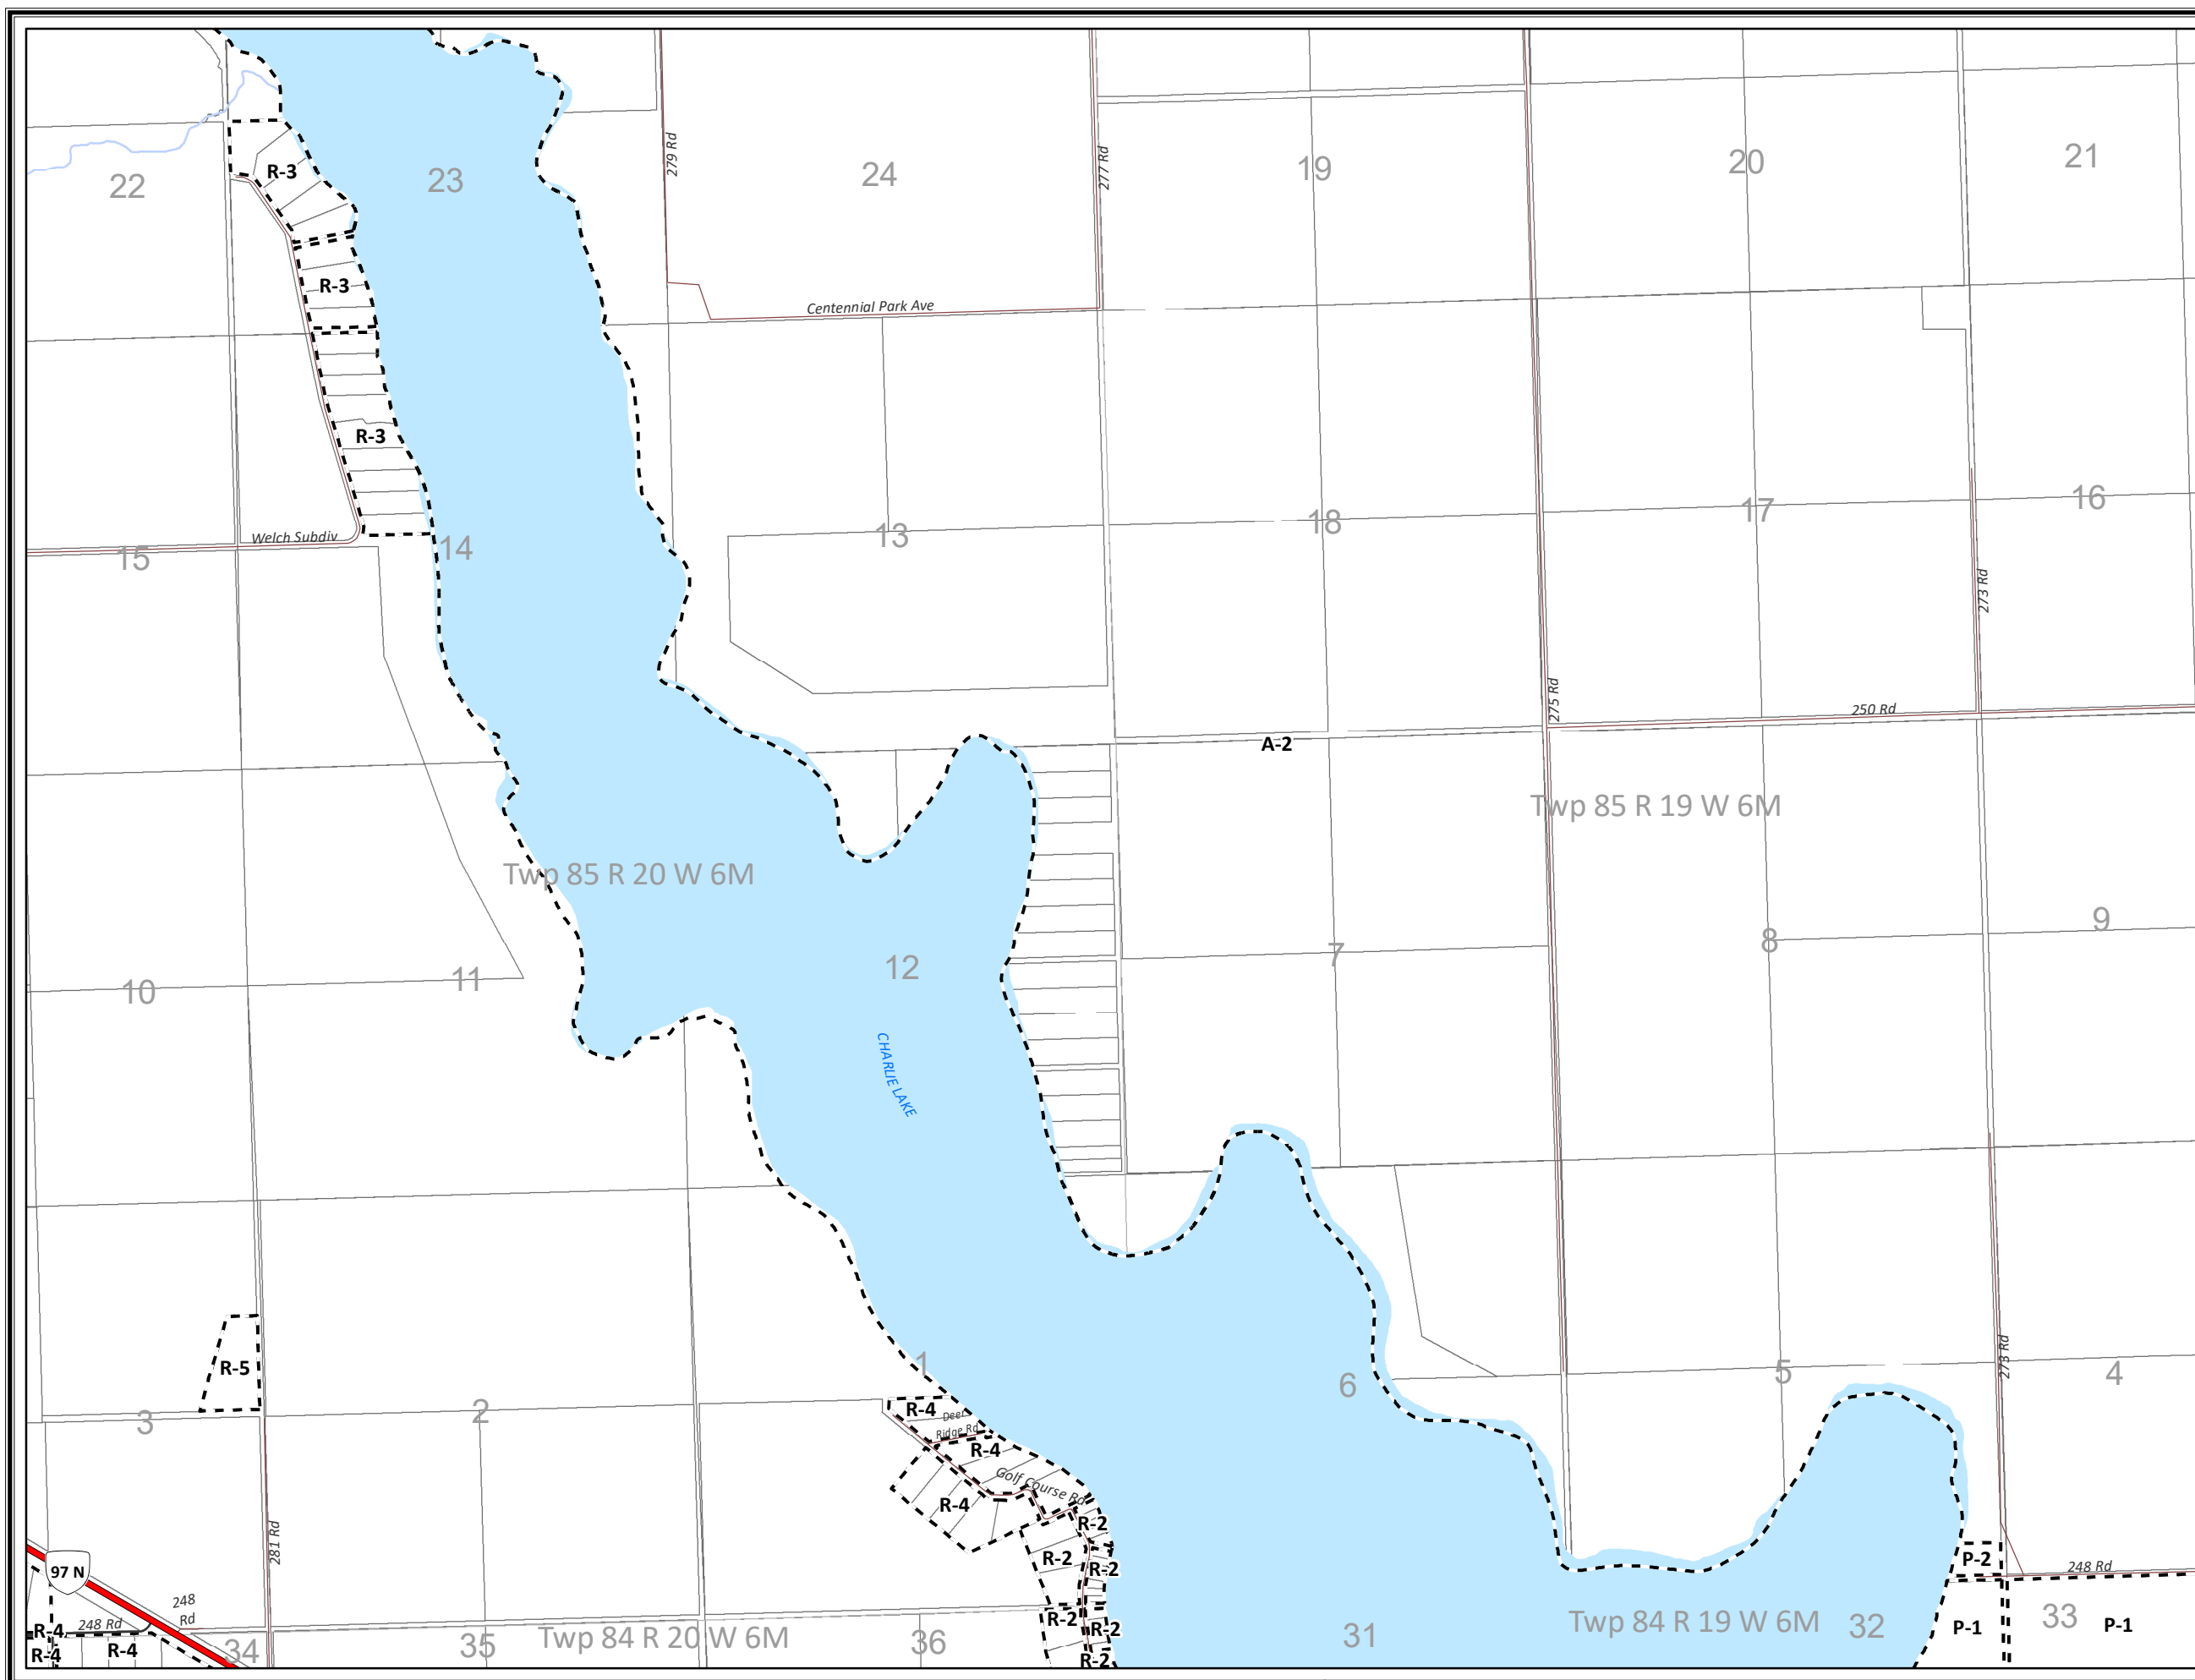 279 Rd
277 Rd
20
21
19
R-3
24
22
23
R-3
Centennial Park Ave
R-3
16
17
18
13
Welch Subdiv
14
15
273 Rd
275 Rd
250 Rd
A-2
Twp 85 R 19 W 6M
Twp 85 R 20 W 6M
9
8
7
12
11
10
CHARLIE LAKE
R-5
1
6
5
273 Rd
4
3
2
R-4
Deer
Ridge Rd
R-4
Golf Course Rd
R-4
R-2
R-2
R-2
281 Rd
97 N
P-2
248 Rd
248
Rd
248 Rd
R-4
R-4
R-4
34
35
Twp 84 R 20 W 6M
36
R-2
R-2
R-2
31
Twp 84 R 19 W 6M
32
P-1
33
P-1